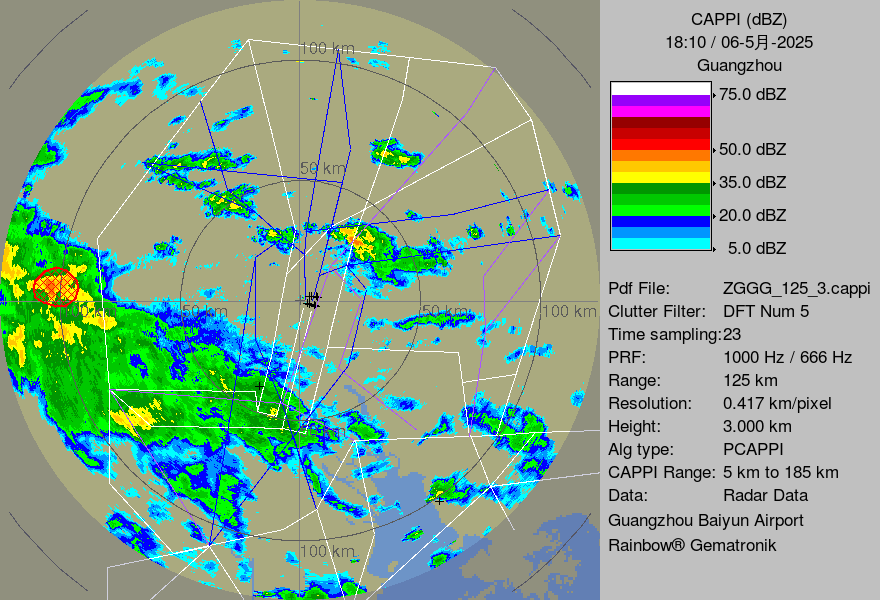 CAPPI (dBZ)
18:10 / 06-5月-2025
Guangzhou
75.0 dBZ
50.0 dBZ
35.0 dBZ
20.0 dBZ
5.0 dBZ
Pdf File: ZGGG_125_3.cappi
Clutter Filter: DFT Num 5
Time sampling:23
PRF: 1000 Hz / 666 Hz
Range: 125 km
Resolution: 0.417 km/pixel
Height: 3.000 km
Alg type: PCAPPI
CAPPI Range: 5 km to 185 km
Data: Radar Data
Guangzhou Baiyun Airport
Rainbow® Gematronik
100 km
50 km
50 km
50 km
100 km
100 km